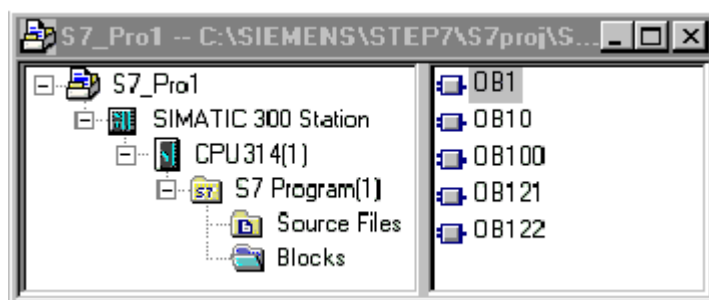 S7_Pro1 -- C:\SIEMENS\STEP7\S7proj\S...
S7_Pro1
SIMATIC 300 Station
CPU314(1)
S7 Program(1)
Source Files
Blocks
OB1
OB10
OB100
OB121
OB122